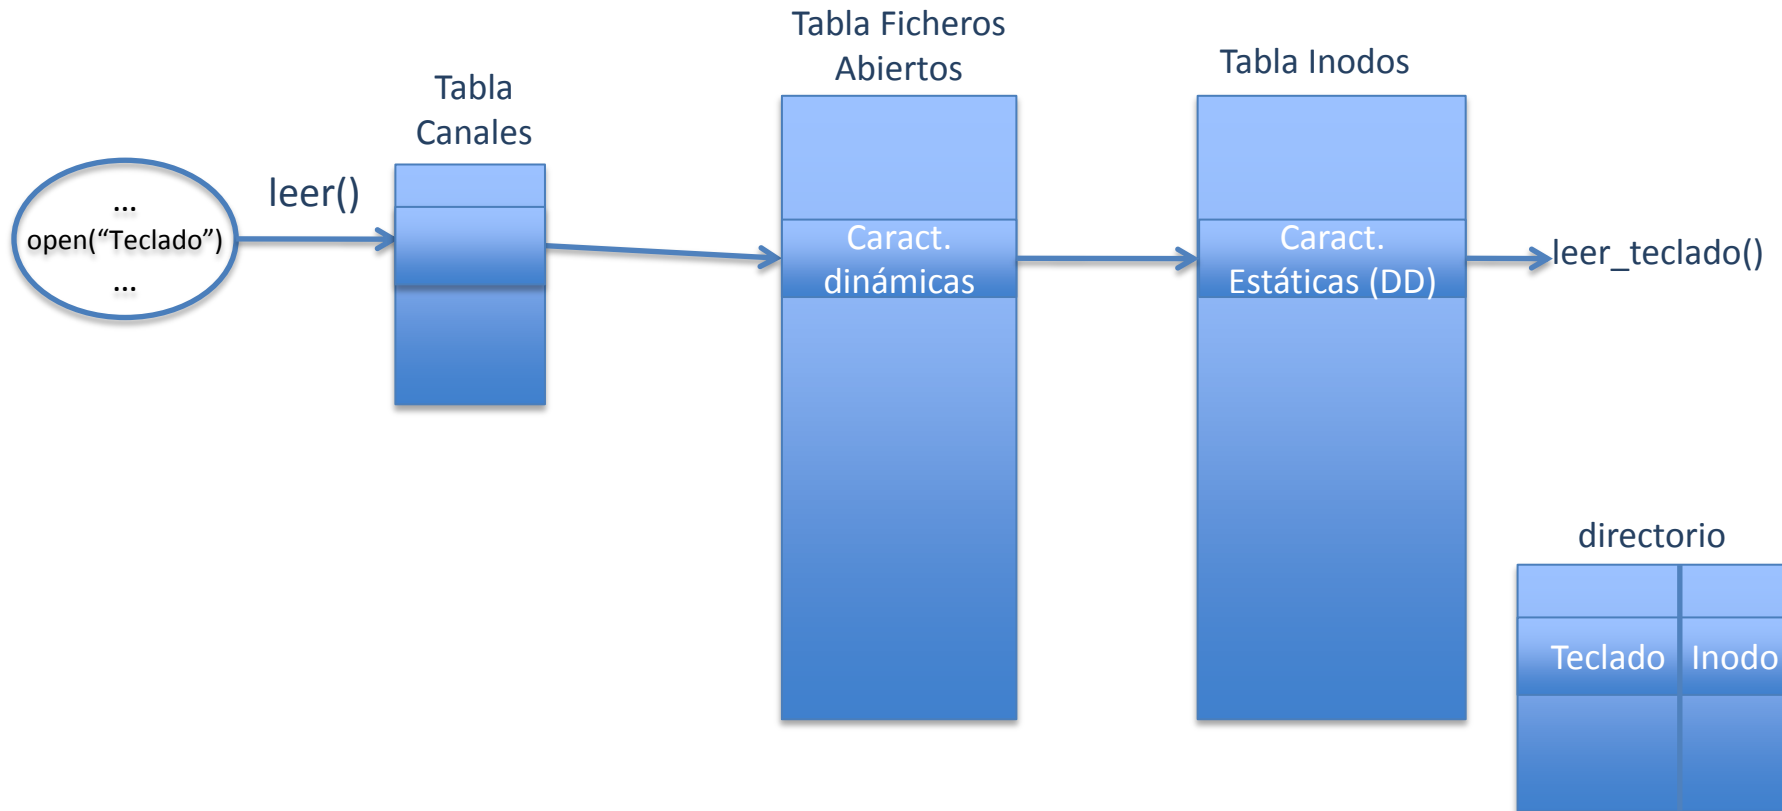 Tabla Ficheros
Abiertos
Tabla Inodos
Tabla
Canales
...
open(“Teclado”)
...
leer()
Caract.
dinámicas
Caract.
Estáticas (DD)
leer_teclado()
directorio
Teclado
Inodo